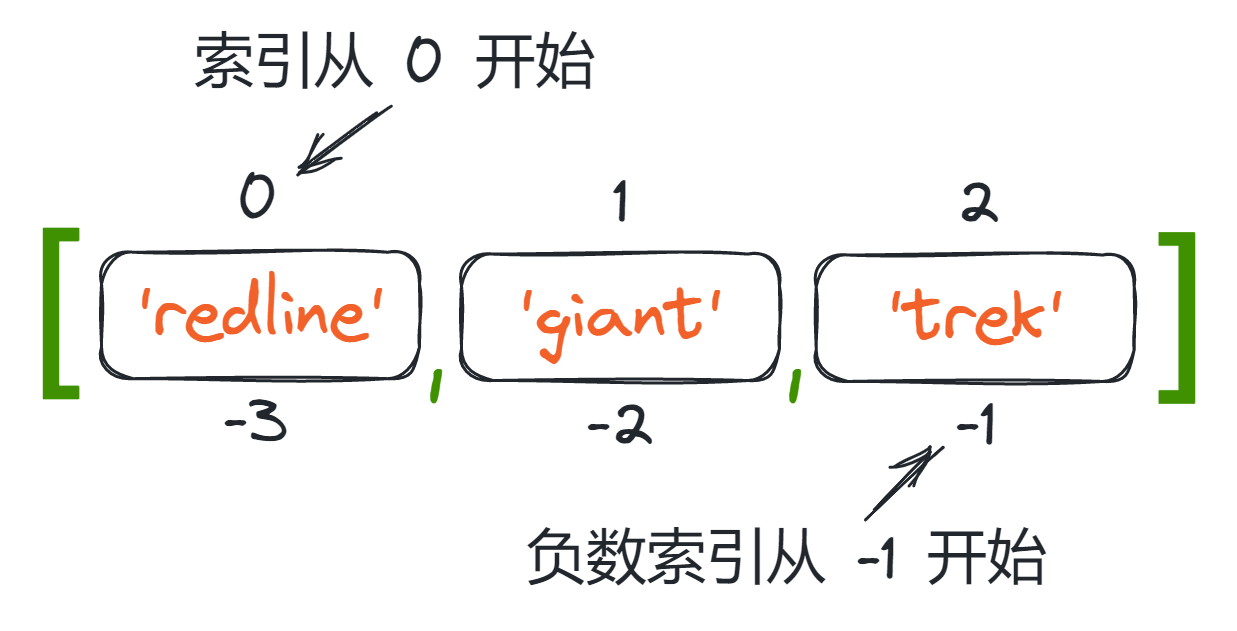 索引从 0 开始
0 1 2
['redline', 'giant', 'trek']
-3 -2 -1
负数索引从 -1 开始